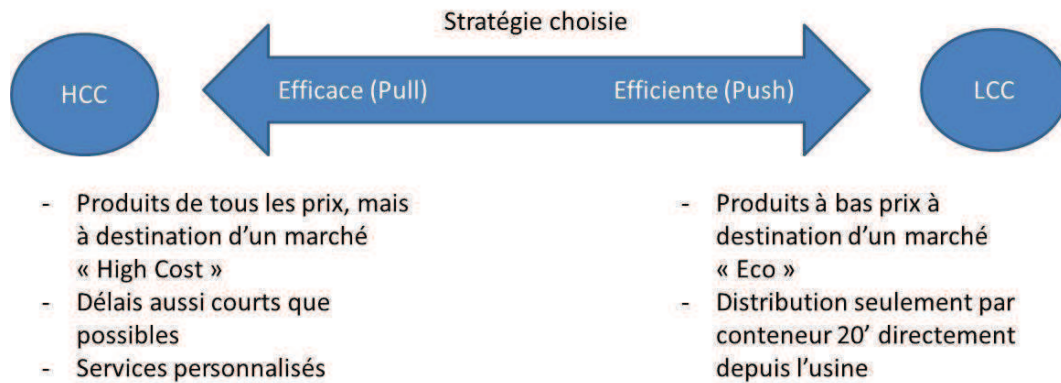 Stratégie choisie
HCC
Efficace (Pull)
Efficiente (Push)
LCC
- Produits de tous les prix, mais
à destination d’un marché
« High Cost »
- Délais aussi courts que
possibles
- Services personnalisés
- Produits à bas prix à
destination d’un marché
« Eco »
- Distribution seulement par
conteneur 20’ directement
depuis l’usine